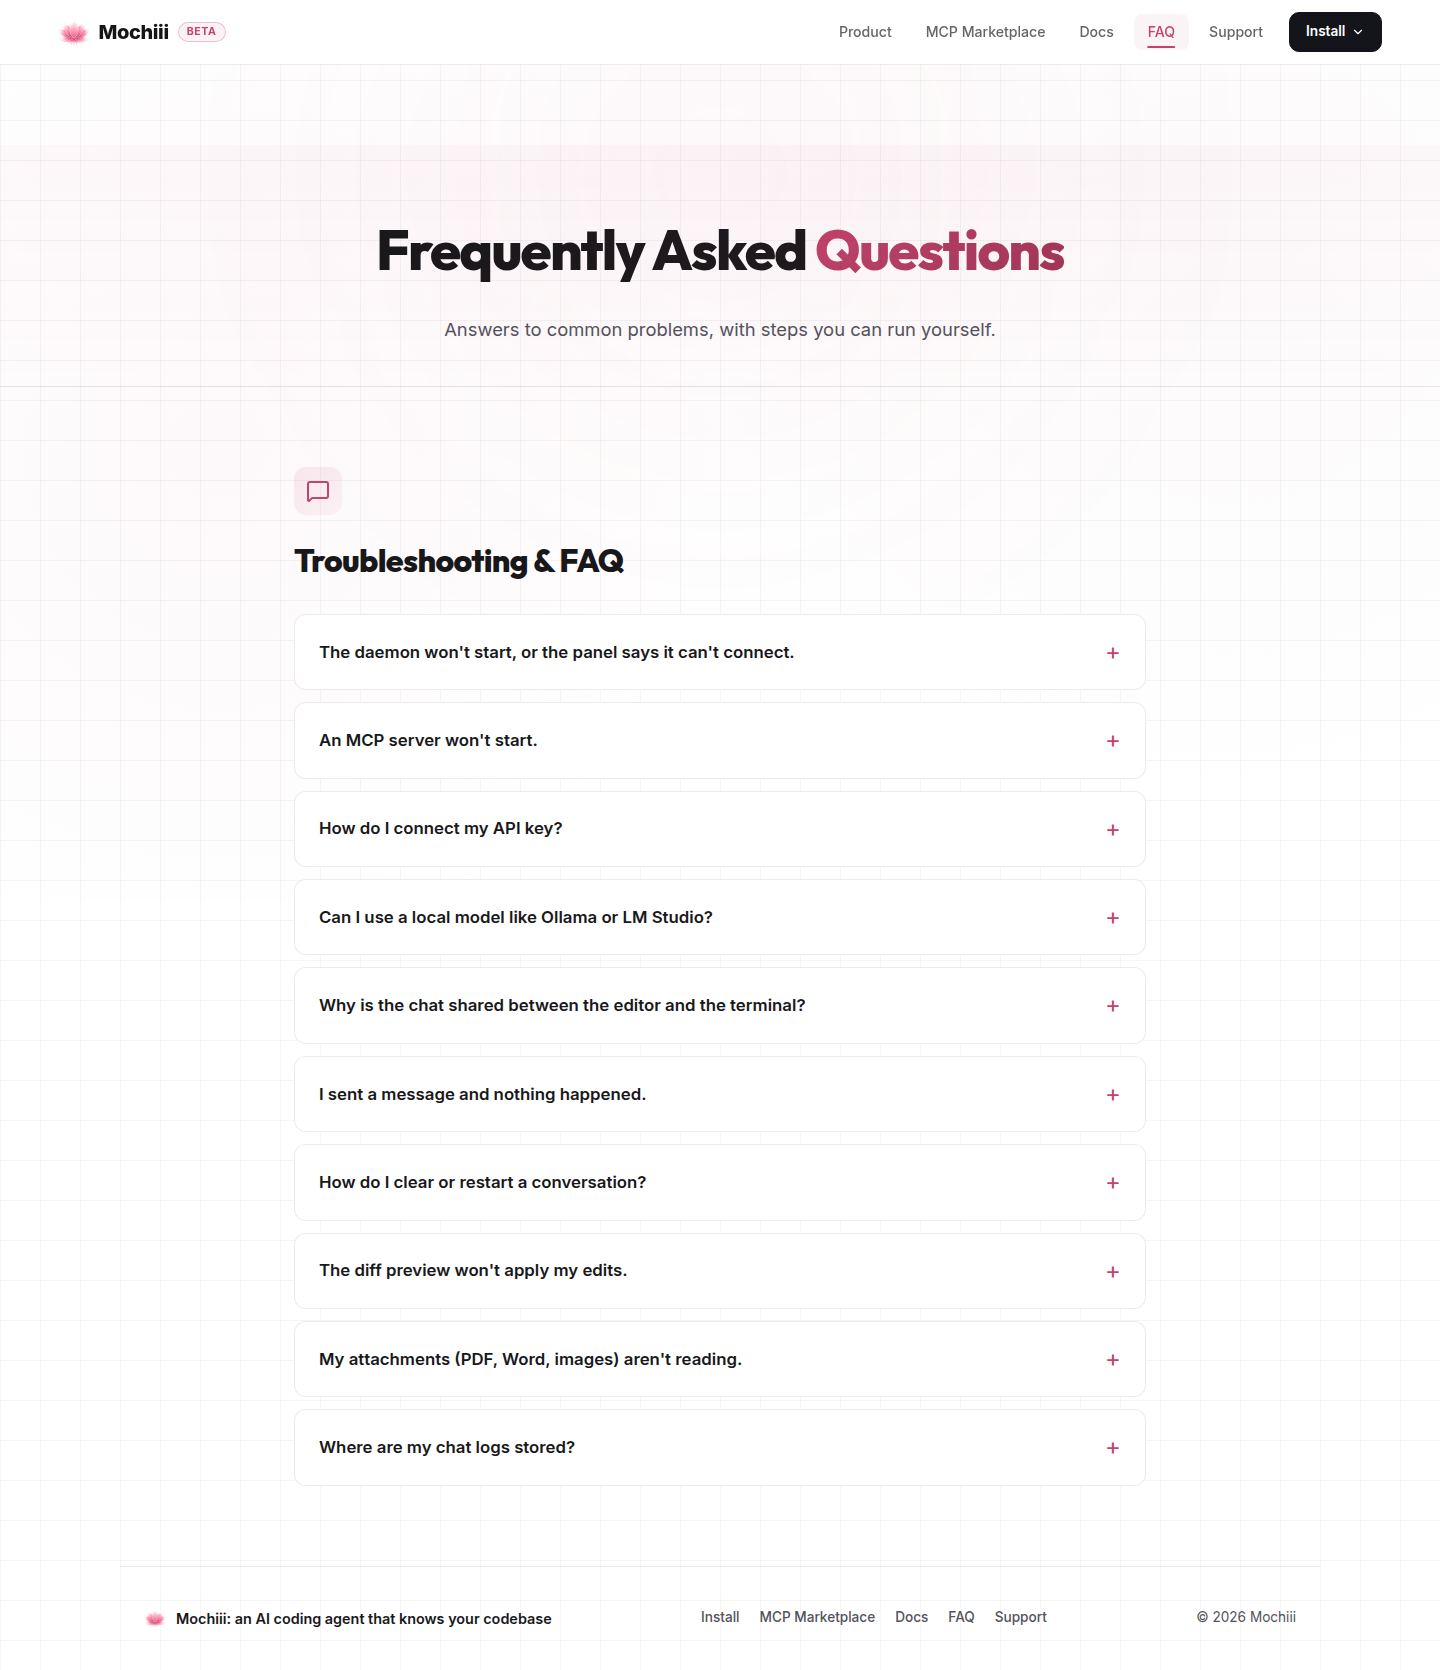 Mochiii BETA Product MCP Marketplace Docs FAQ Support Install
Frequently Asked Questions
Answers to common problems, with steps you can run yourself.
Troubleshooting & FAQ
The daemon won't start, or the panel says it can't connect. +
An MCP server won't start. +
How do I connect my API key? +
Can I use a local model like Ollama or LM Studio? +
Why is the chat shared between the editor and the terminal? +
I sent a message and nothing happened. +
How do I clear or restart a conversation? +
The diff preview won't apply my edits. +
My attachments (PDF, Word, images) aren't reading. +
Where are my chat logs stored? +
Mochiii: an AI coding agent that knows your codebase Install MCP Marketplace Docs FAQ Support © 2026 Mochiii